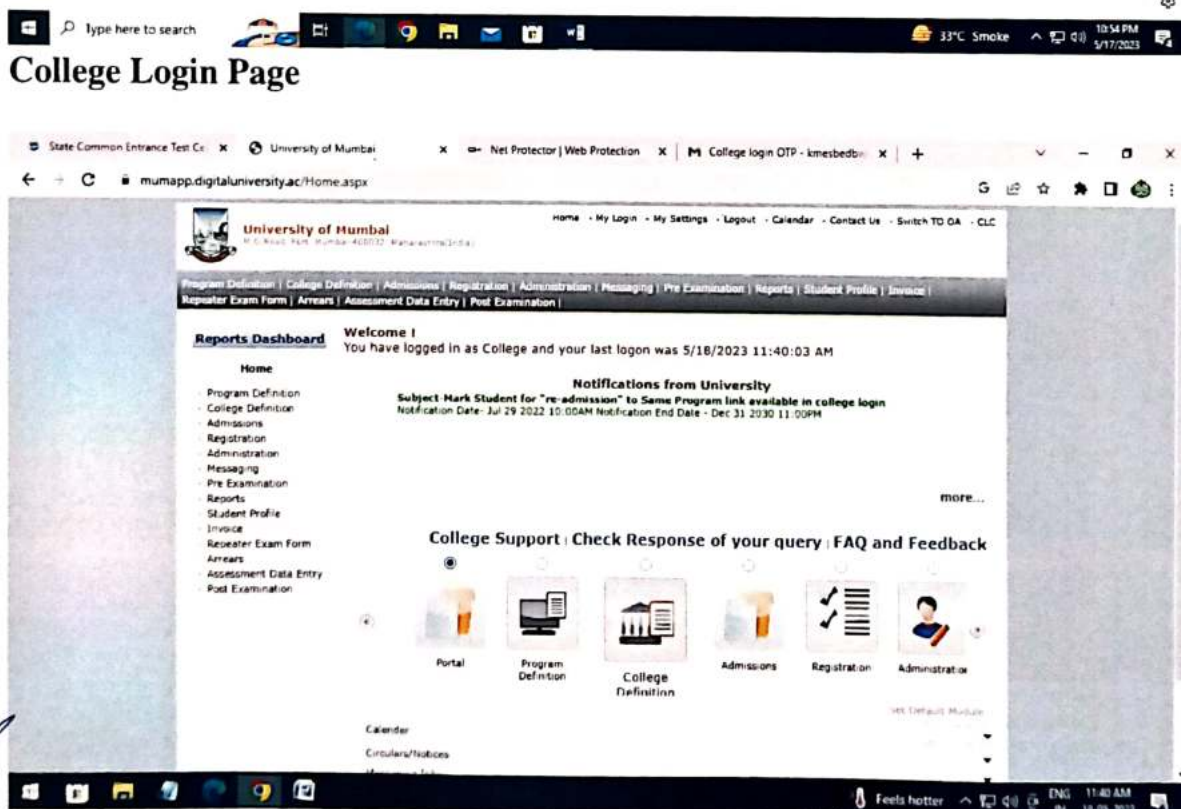 Type here to search
33°C Smoke
10:54 PM
5/17/2023
College Login Page
State Common Entrance Test Ce
University of Mumbai
Net Protector | Web Protection
College login OTP - kmesbedbw
mumapp.digitaluniversity.ac/Home.aspx
University of Mumbai
Home - My Login - My Settings - Logout - Calendar - Contact Us - Switch TO OA - CLC
Program Definition | College Definition | Admissions | Registration | Administration | Messaging | Pre Examination | Reports | Student Profile | Invoice |
Repeater Exam Form | Arrears | Assessment Data Entry | Post Examination |
Reports Dashboard
Home
Program Definition
College Definition
Admissions
Registration
Administration
Messaging
Pre Examination
Reports
Student Profile
Invoice
Repeater Exam Form
Arrears
Assessment Data Entry
Post Examination
Welcome !
You have logged in as College and your last logon was 5/18/2023 11:40:03 AM
Notifications from University
Subject-Mark Student for "re-admission" to Same Program link available in college login
Notification Date- Jul 29 2022 10:00AM Notification End Date - Dec 31 2030 11:00PM
more...
College Support | Check Response of your query | FAQ and Feedback
Portal
Program Definition
College Definition
Admissions
Registration
Administration
Set Default Module
Calender
Circulars/Notices
Feels hotter
ENG
11:40 AM